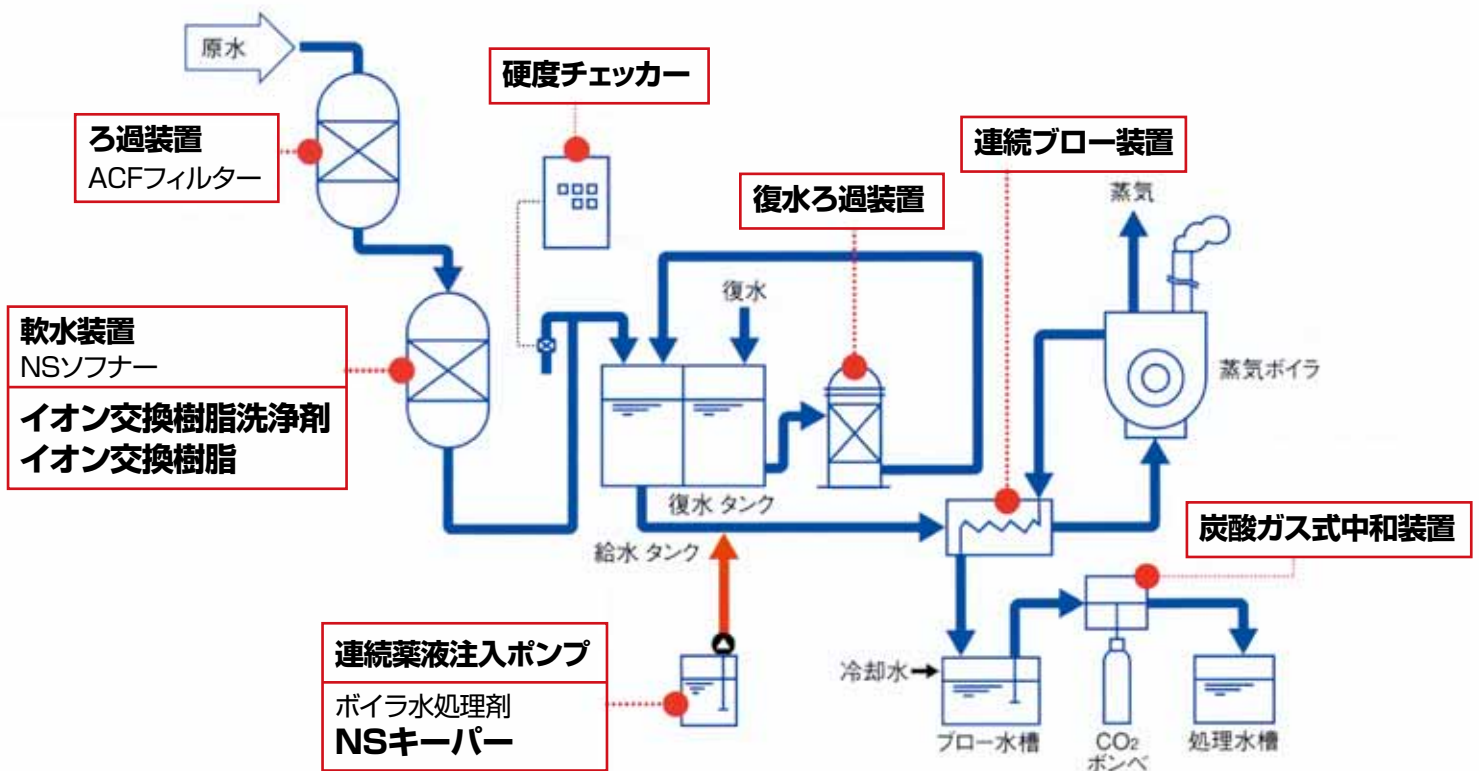 原水
硬度チェッカー
ろ過装置
ACFフィルター
連続ブロー装置
復水ろ過装置
蒸気
軟水装置
NSソフナー
イオン交換樹脂洗浄剤
イオン交換樹脂
復水
蒸気ボイラ
復水 タンク
給水 タンク
炭酸ガス式中和装置
連続薬液注入ポンプ
ボイラ水処理剤
NSキーパー
冷却水
ブロー水槽
CO2
ボンベ
処理水槽